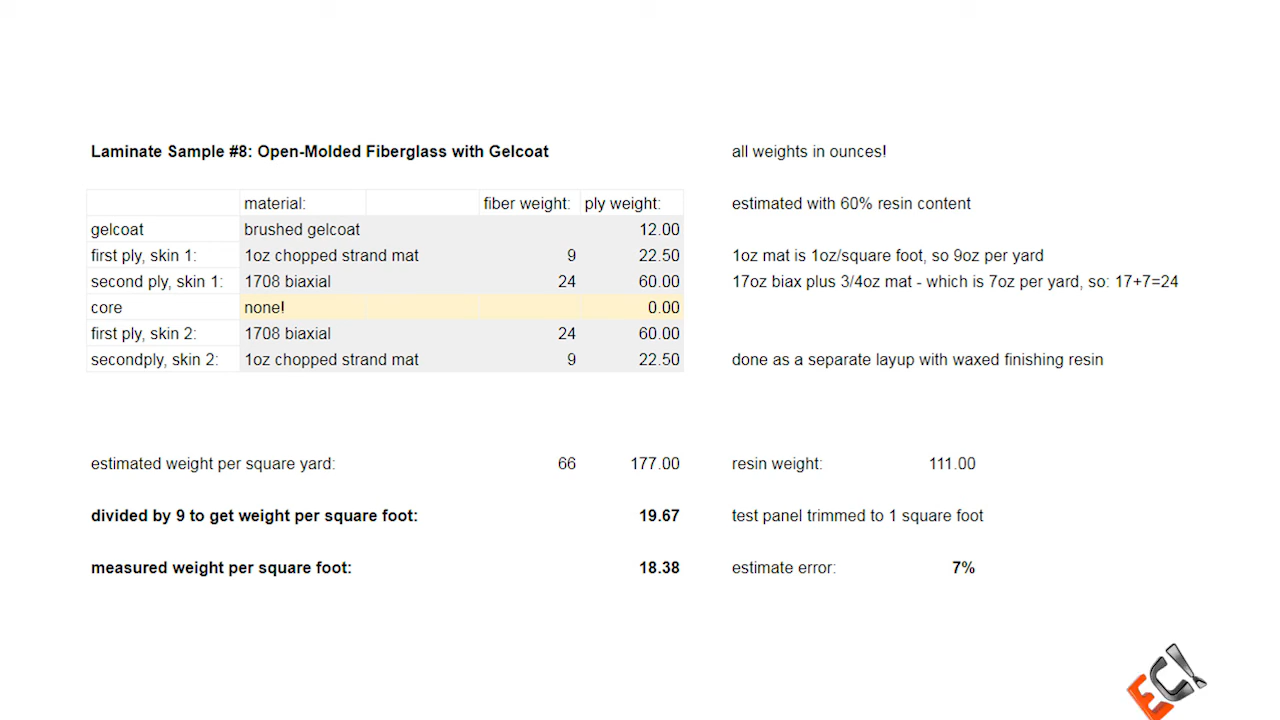 Laminate Sample #8: Open-Molded Fiberglass with Gelcoat all weights in ounces!
material: fiber weight: ply weight: estimated with 60% resin content
gelcoat brushed gelcoat 12.00
first ply, skin 1: 1oz chopped strand mat 9 22.50 1oz mat is 1oz/square foot, so 9oz per yard
second ply, skin 1: 1708 biaxial 24 60.00 17oz biax plus 3/4oz mat - which is 7oz per yard, so: 17+7=24
core none! 0.00
first ply, skin 2: 1708 biaxial 24 60.00
secondply, skin 2: 1oz chopped strand mat 9 22.50 done as a separate layup with waxed finishing resin
estimated weight per square yard: 66 177.00 resin weight: 111.00
divided by 9 to get weight per square foot: 19.67 test panel trimmed to 1 square foot
measured weight per square foot: 18.38 estimate error: 7%
EC!